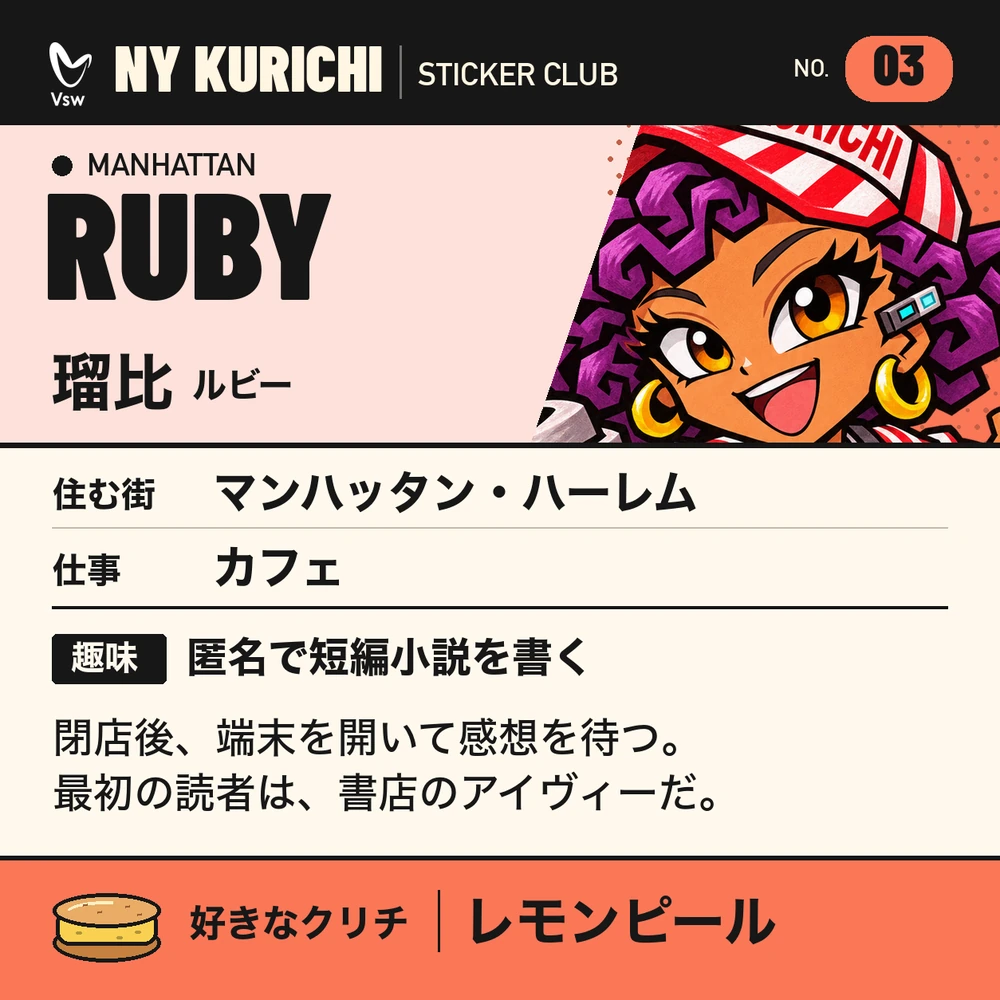 Vsw
NY KURICHI
STICKER CLUB
NO. 03
MANHATTAN
RUBY
瑠比 ルビー
住む街 マンハッタン・ハーレム
仕事 カフェ
趣味 匿名で短編小説を書く
閉店後、端末を開いて感想を待つ。
最初の読者は、書店のアイヴィーだ。
好きなクリチ レモンピール